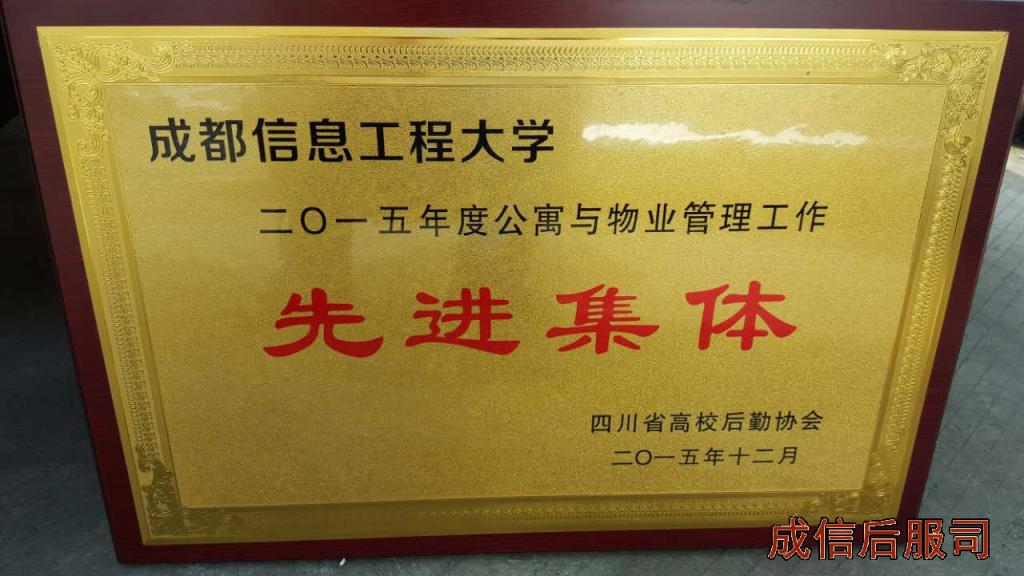 成都信息工程大学
二〇一五年度公寓与物业管理工作
先进集体
四川省高校后勤协会
二〇一五年十二月
成信后服司